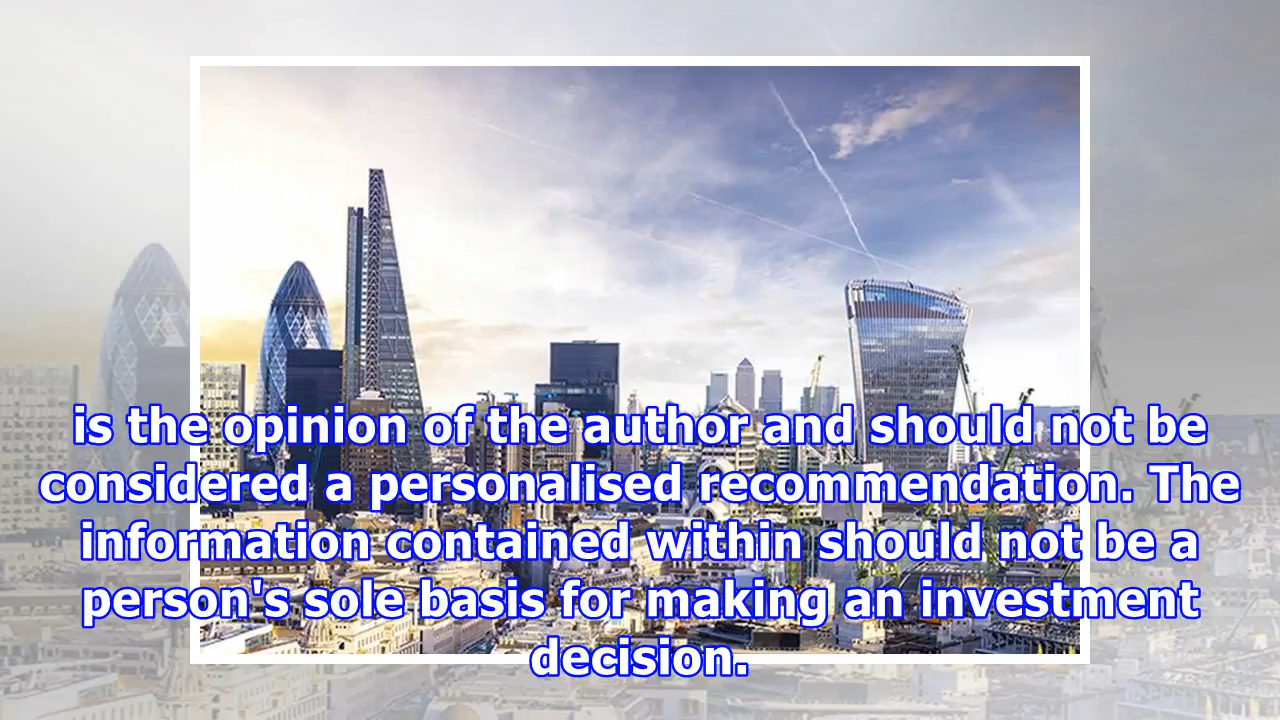 is the opinion of the author and should not be
considered a personalised recommendation. The
information contained within should not be a
person's sole basis for making an investment
decision.